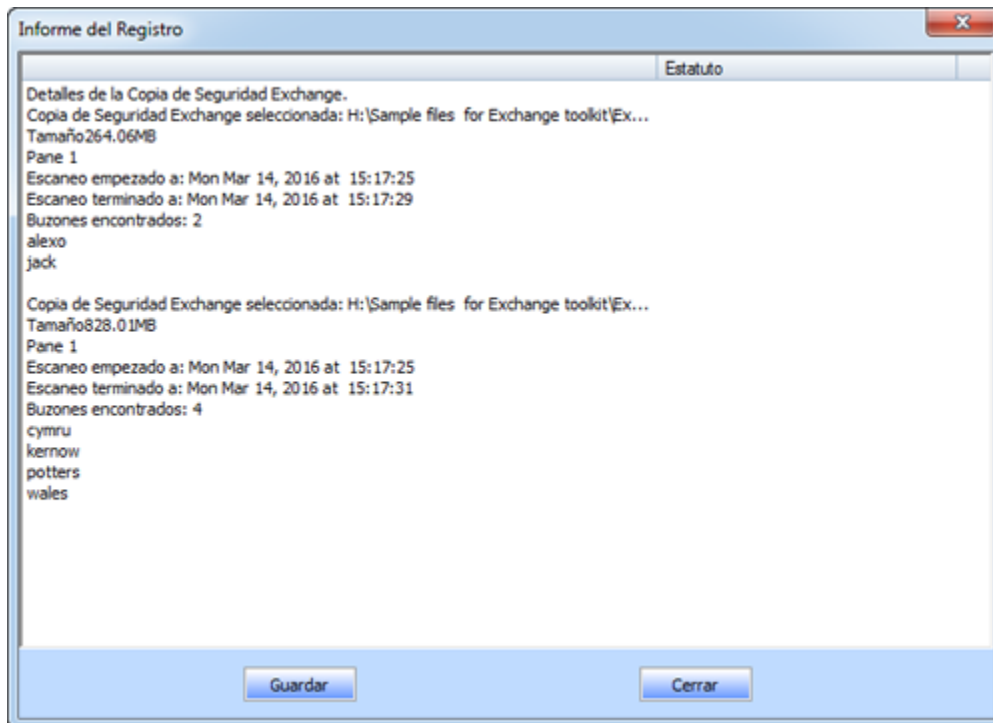 Informe del Registro
Estatuto
Detalles de la Copia de Seguridad Exchange.
Copia de Seguridad Exchange seleccionada: H:\Sample files  for Exchange toolkit\Ex...
Tamaño264.06MB
Pane 1
Escaneo empezado a: Mon Mar 14, 2016 at  15:17:25
Escaneo terminado a: Mon Mar 14, 2016 at  15:17:29
Buzones encontrados: 2
alexo
jack
Copia de Seguridad Exchange seleccionada: H:\Sample files  for Exchange toolkit\Ex...
Tamaño828.01MB
Pane 1
Escaneo empezado a: Mon Mar 14, 2016 at  15:17:25
Escaneo terminado a: Mon Mar 14, 2016 at  15:17:31
Buzones encontrados: 4
cymru
kernow
potters
wales
Guardar
Cerrar